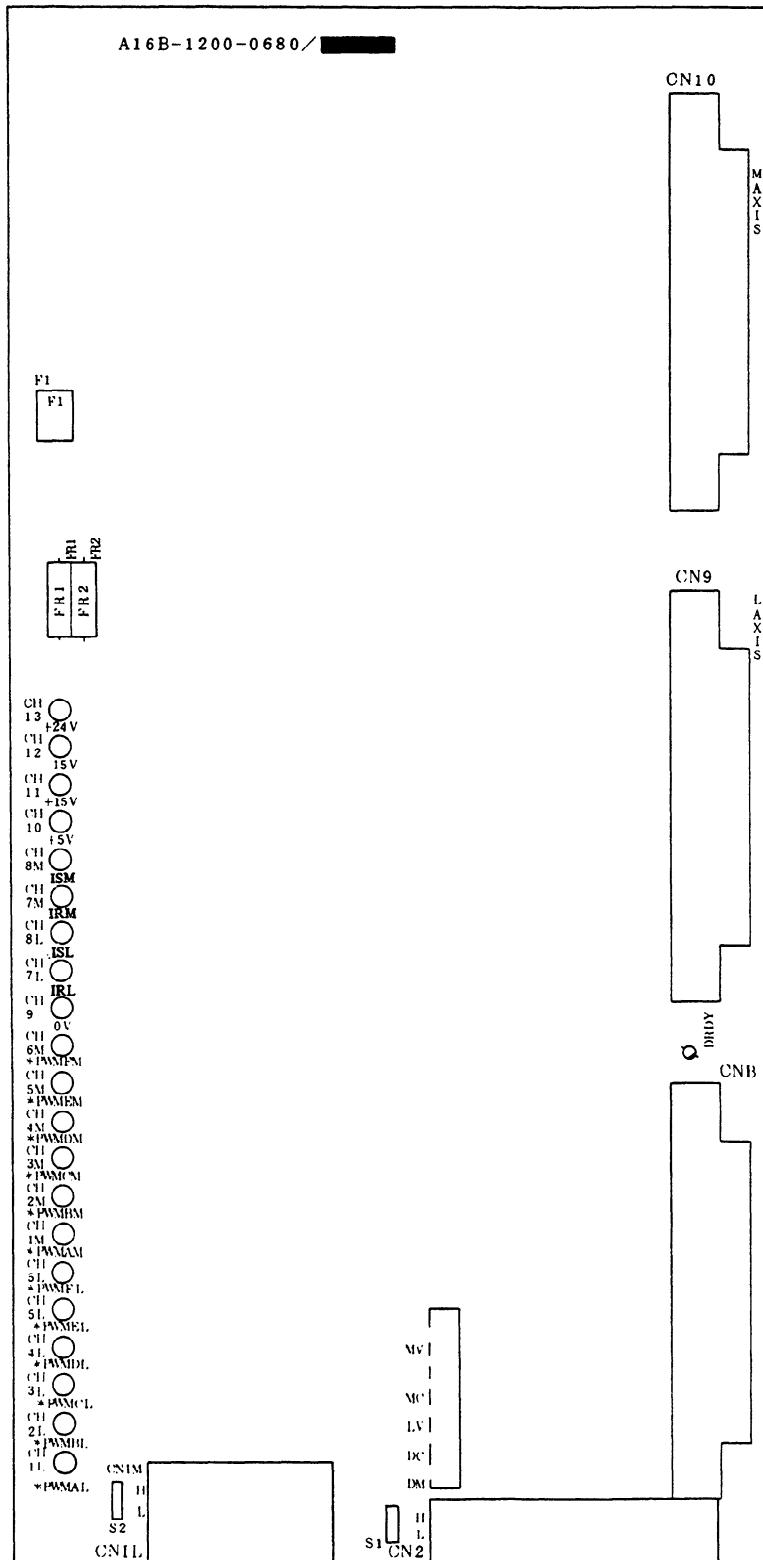 A16B-1200-0680/
CN10
M AXIS
F1
F1
FR1
FR2
FR1
FR2
CN9
L AXIS
CH
13
+24V
CH
12
15V
CH
11
+15V
CH
10
+5V
CH
8M
ISM
CH
7M
IRM
CH
8L
ISL
CH
7L
IRL
CH
9
0V
DRDY
CH
6M
*PWMFM
CNB
CH
5M
*PWMEM
CH
4M
*PWMDM
CH
3M
*PWMCM
CH
2M
*PWMBM
CH
1M
*PWMAM
CH
5L
*PWMFL
CH
5L
*PWMEL
CH
4L
*PWMDL
CH
3L
*PWMCL
CH
2L
*PWMBL
CH
1L
*PWMAL
MV
MC
LV
DC
DM
CN1M
H
L
S2
CN1L
H
L
S1
CN2